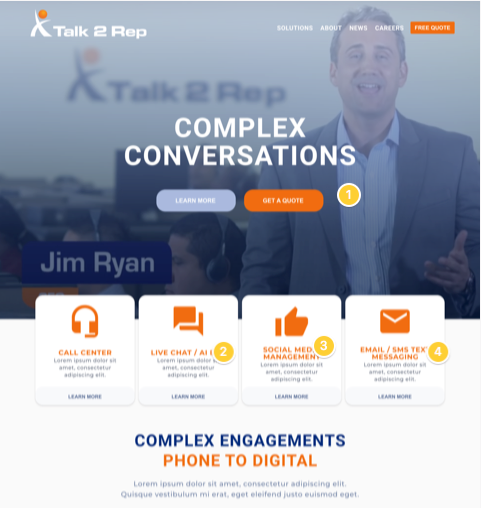 Talk 2 Rep
SOLUTIONS ABOUT NEWS CAREERS FREE QUOTE
Talk 2 Rep
COMPLEX
CONVERSATIONS
LEARN MORE GET A QUOTE 1
Jim Ryan
CEO
CALL CENTER
Lorem ipsum dolor sit
amet, consectetur
adipiscing elit.
LEARN MORE
LIVE CHAT / AI 2
Lorem ipsum dolor sit
amet, consectetur
adipiscing elit.
LEARN MORE
SOCIAL MEDIA 3
MANAGEMENT
Lorem ipsum dolor sit
amet, consectetur
adipiscing elit.
LEARN MORE
EMAIL / SMS TEXT 4
MESSAGING
Lorem ipsum dolor sit
amet, consectetur
adipiscing elit.
LEARN MORE
COMPLEX ENGAGEMENTS
PHONE TO DIGITAL
Lorem ipsum dolor sit amet, consectetur adipiscing elit.
Quisque vestibulum mi erat, eget eleifend justo euismod eget.